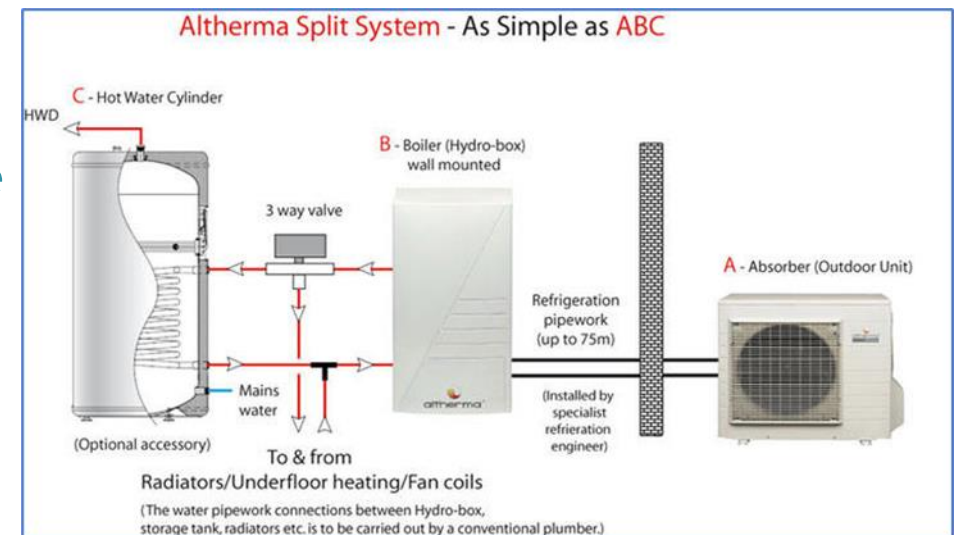 Altherma Split System - As Simple as ABC
C - Hot Water Cylinder
HWD
B - Boiler (Hydro-box)
wall mounted
3 way valve
A - Absorber (Outdoor Unit)
Refrigeration
pipework
(up to 75m)
altherma
(Installed by
specialist
refrieration
engineer)
Mains
water
(Optional accessory)
To & from
Radiators/Underfloor heating/Fan coils
(The water pipework connections between Hydro-box,
storage tank, radiators etc. is to be carried out by a conventional plumber.)